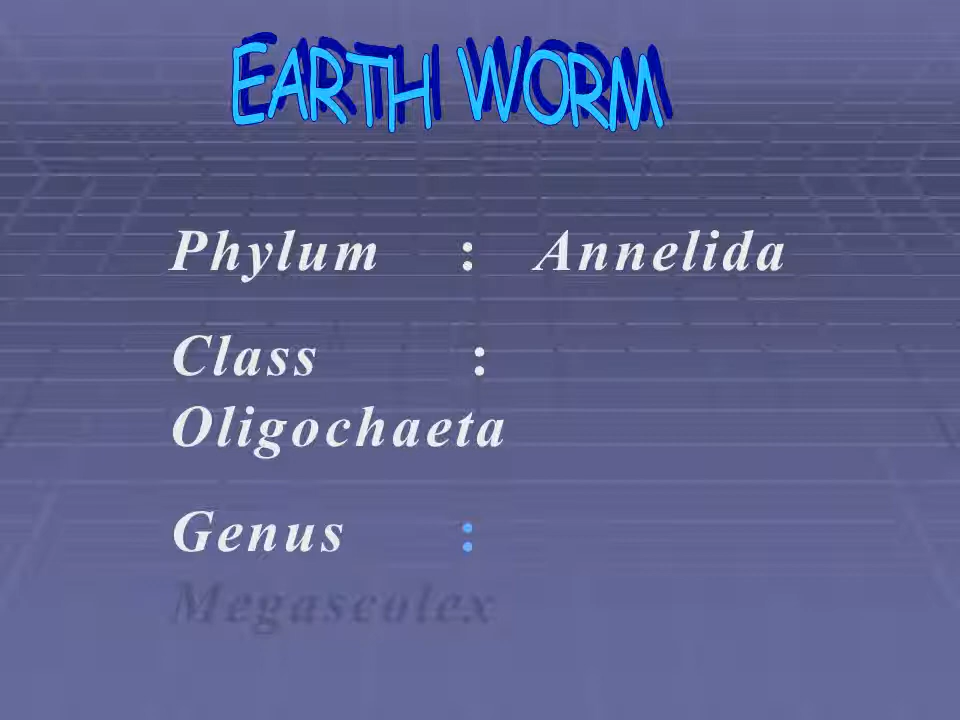 EARTH WORM
Phylum : Annelida
Class :
Oligochaeta
Genus :
Megascolex